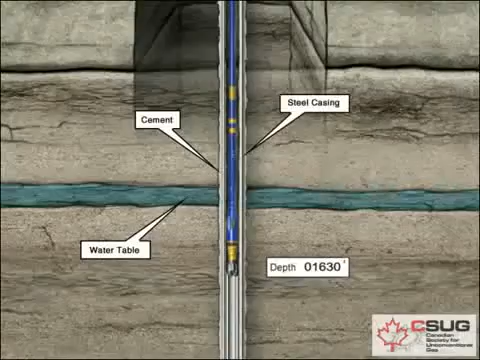 Steel Casing
Cement
Water Table
Depth 01630'
CSUG
Canadian
Society for
Unconventional
Gas